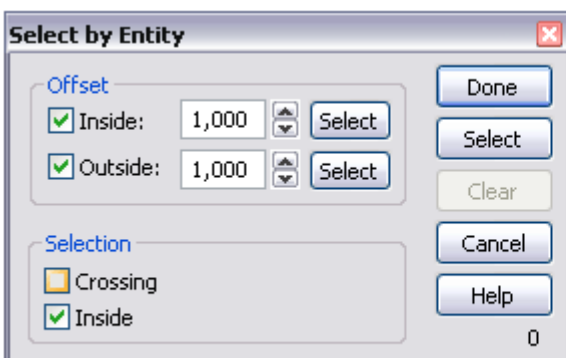 Select by Entity
Offset
Inside: 1,000 Select
Outside: 1,000 Select
Selection
Crossing
Inside
Done
Select
Clear
Cancel
Help
0